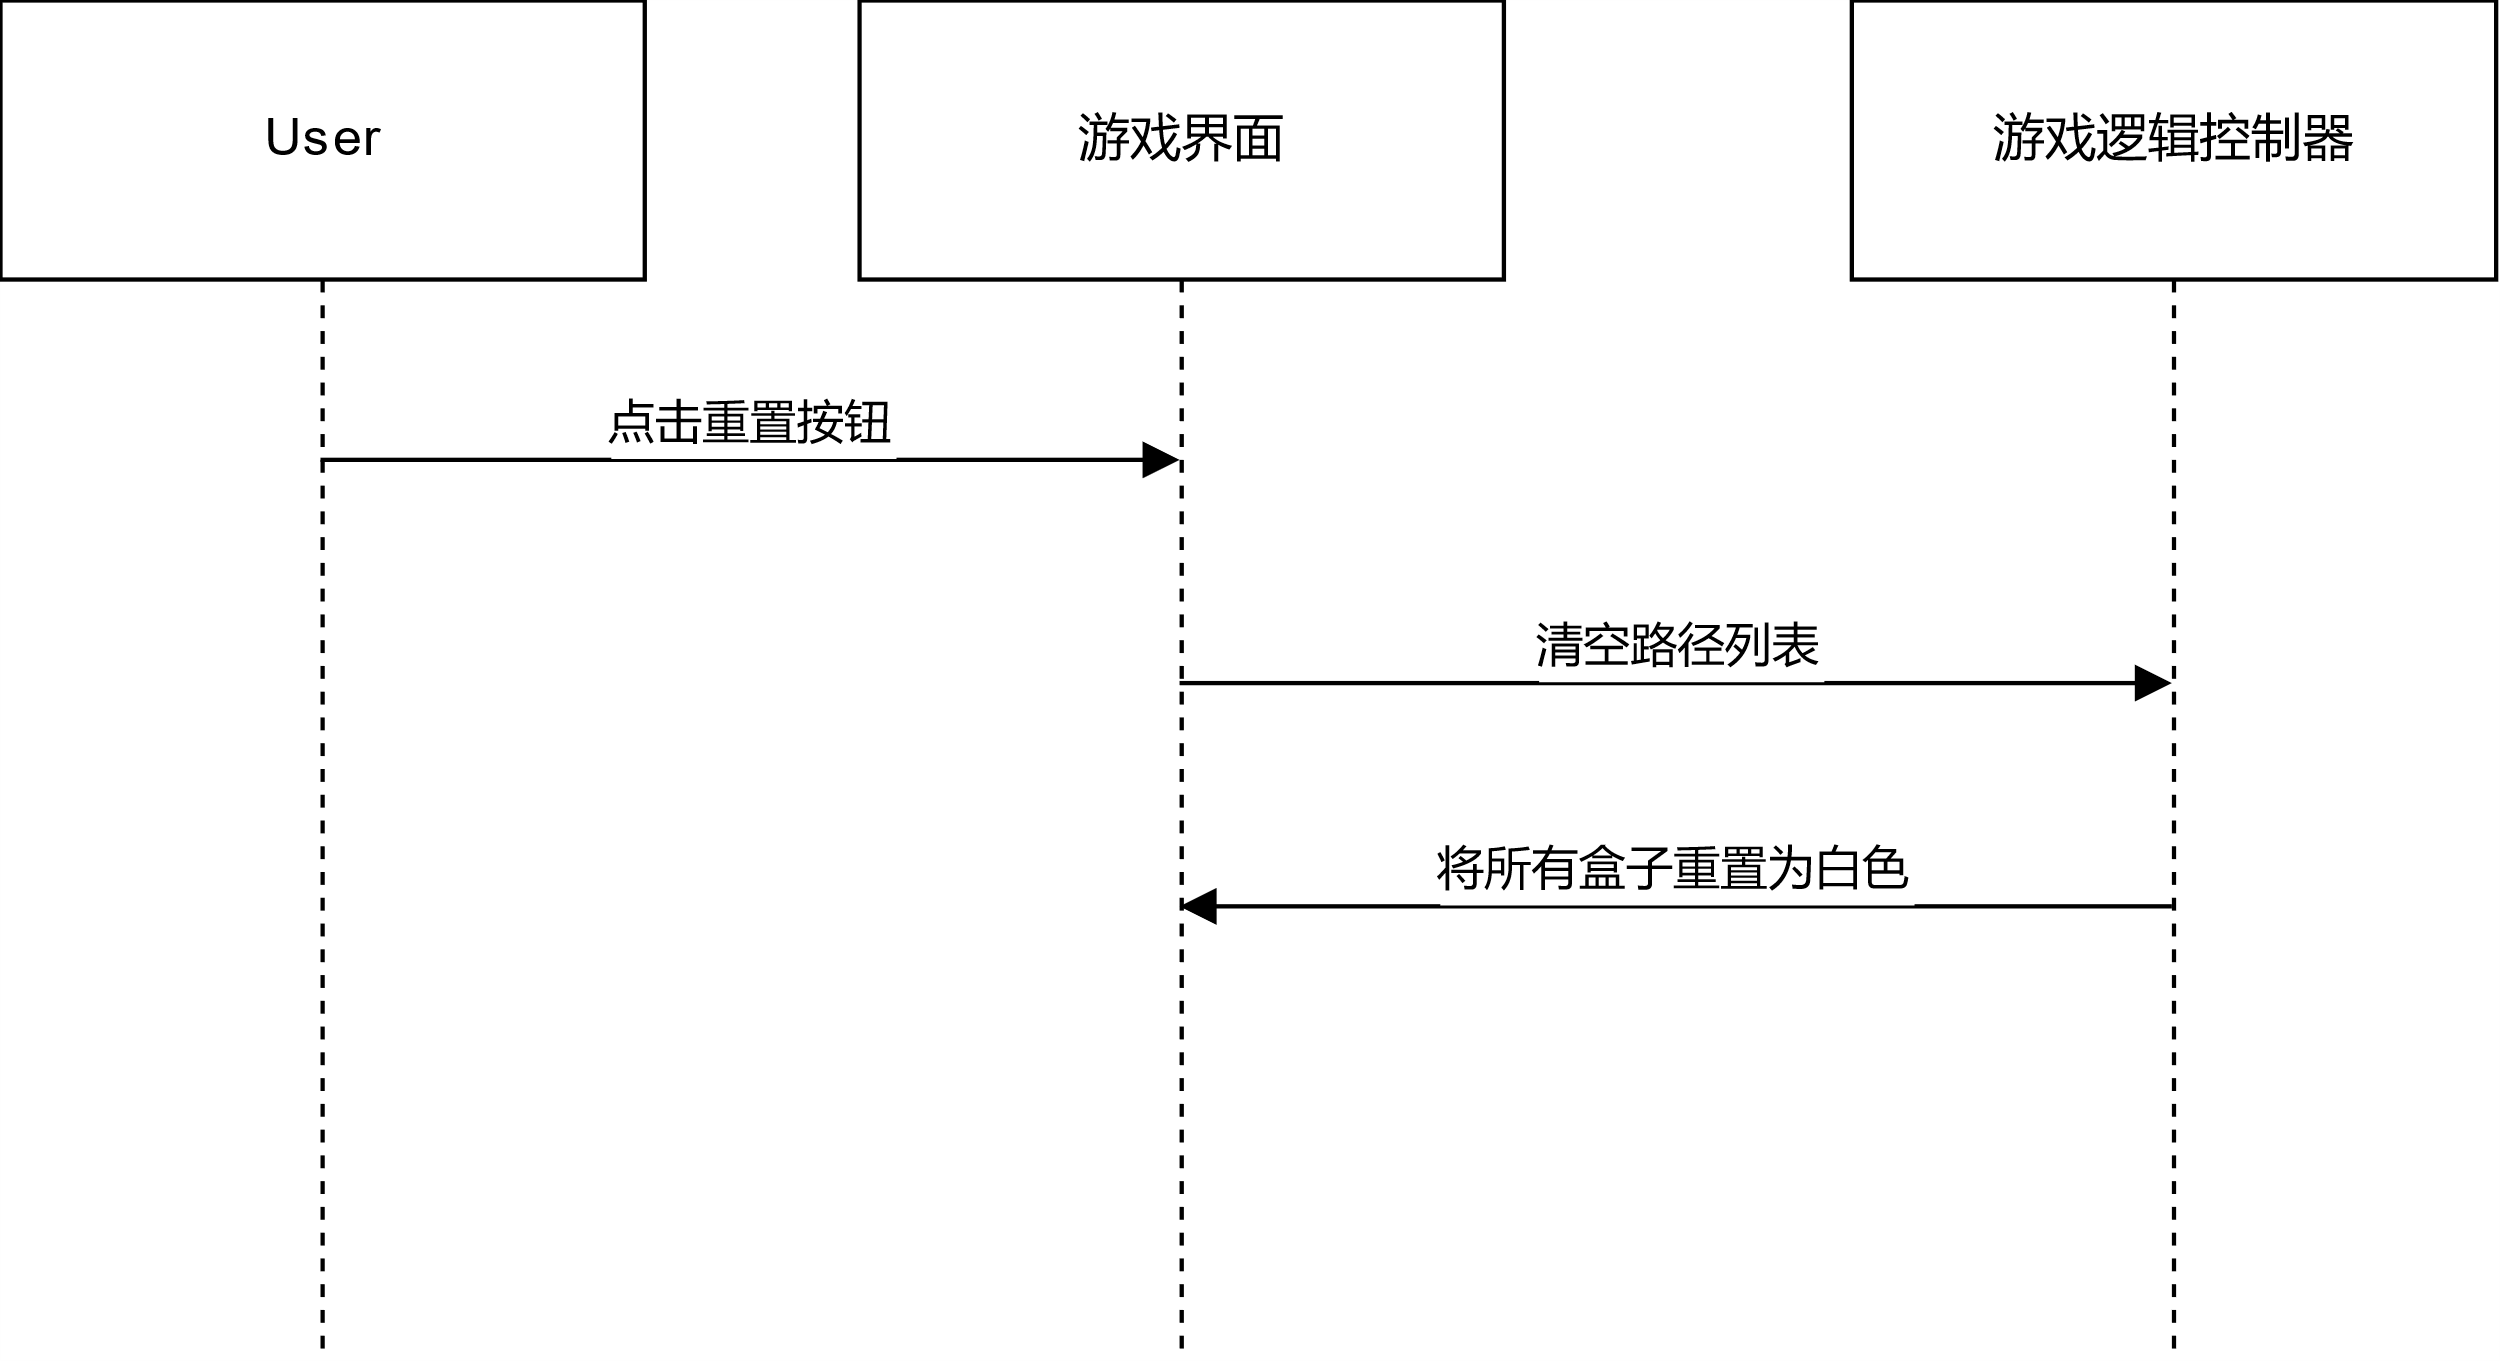 User
游戏界面
游戏逻辑控制器
点击重置按钮
清空路径列表
将所有盒子重置为白色